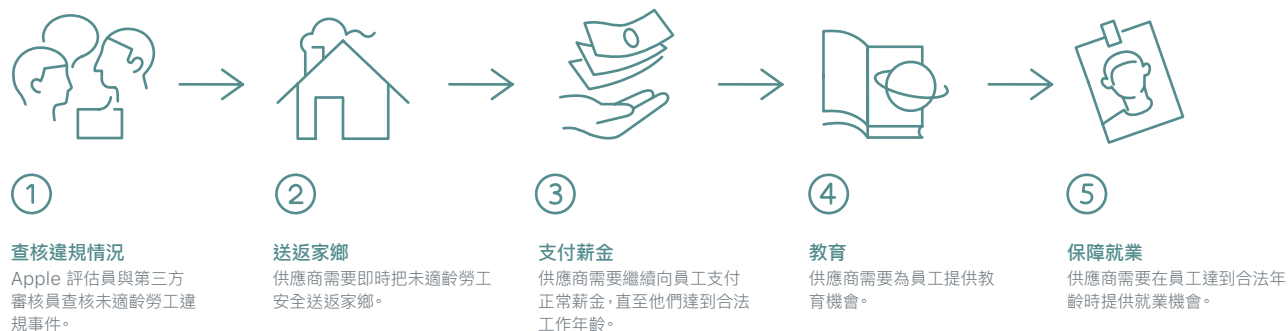 1
查核違規情況
Apple 評估員與第三方
審核員查核未適齡勞工違
規事件。
2
送返家鄉
供應商需要即時把未適齡勞工
安全送返家鄉。
3
支付薪金
供應商需要繼續向員工支付
正常薪金，直至他們達到合法
工作年齡。
4
教育
供應商需要為員工提供教
育機會。
5
保障就業
供應商需要在員工達到合法年
齡時提供就業機會。